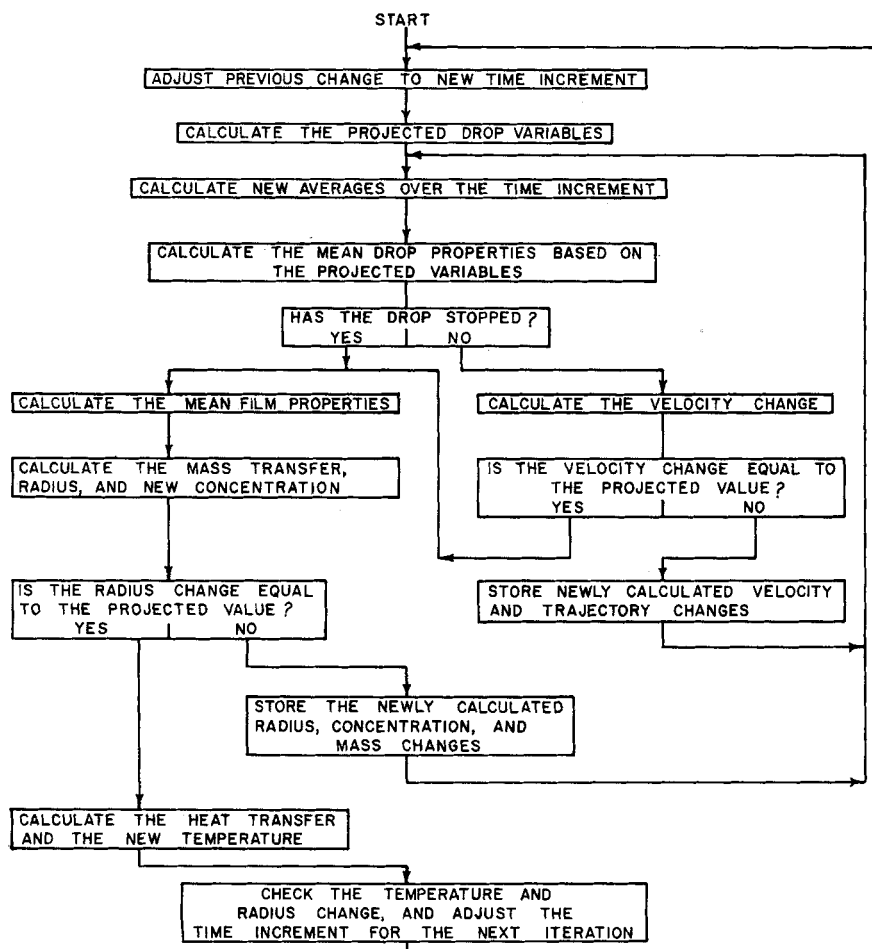 START
ADJUST PREVIOUS CHANGE TO NEW TIME INCREMENT
CALCULATE THE PROJECTED DROP VARIABLES
CALCULATE NEW AVERAGES OVER THE TIME INCREMENT
CALCULATE THE MEAN DROP PROPERTIES BASED ON
THE PROJECTED VARIABLES
HAS THE DROP STOPPED?
YES NO
CALCULATE THE MEAN FILM PROPERTIES
CALCULATE THE VELOCITY CHANGE
CALCULATE THE MASS TRANSFER,
RADIUS, AND NEW CONCENTRATION
IS THE VELOCITY CHANGE EQUAL TO
THE PROJECTED VALUE?
YES NO
IS THE RADIUS CHANGE EQUAL
TO THE PROJECTED VALUE?
YES NO
STORE NEWLY CALCULATED VELOCITY
AND TRAJECTORY CHANGES
STORE THE NEWLY CALCULATED
RADIUS, CONCENTRATION, AND
MASS CHANGES
CALCULATE THE HEAT TRANSFER
AND THE NEW TEMPERATURE
CHECK THE TEMPERATURE AND
RADIUS CHANGE, AND ADJUST THE
TIME INCREMENT FOR THE NEXT ITERATION